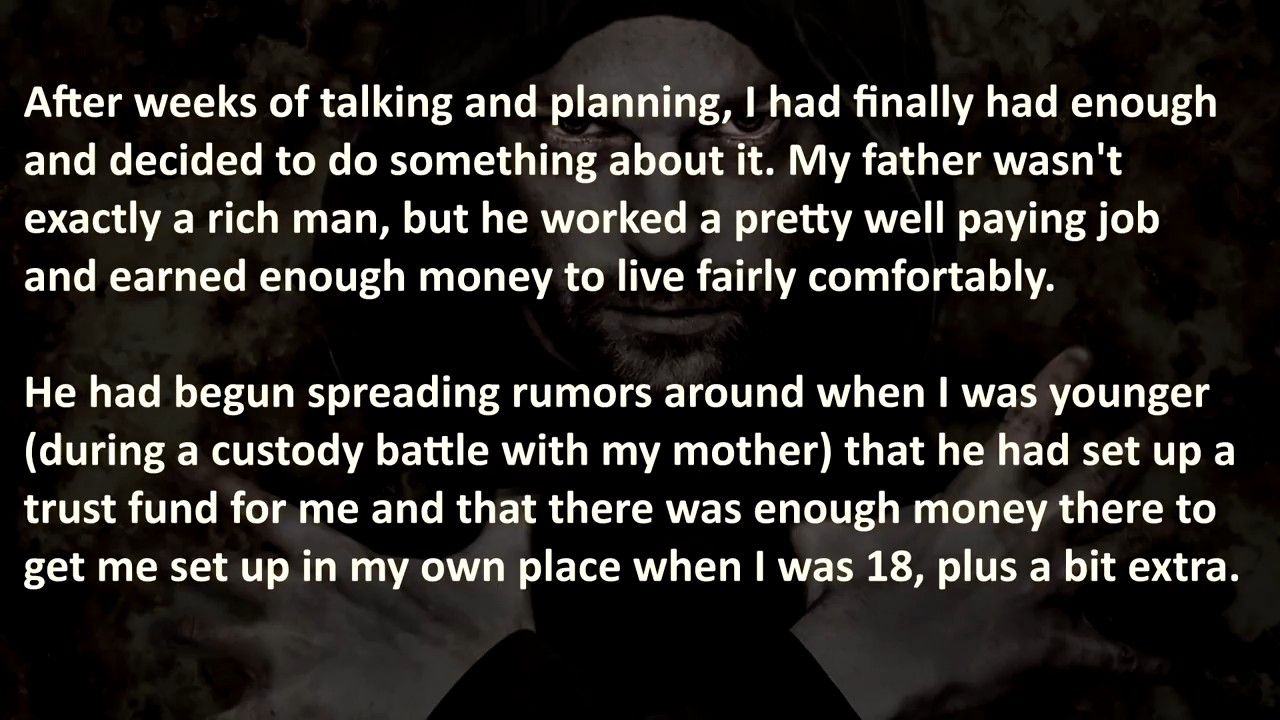 After weeks of talking and planning, I had finally had enough
and decided to do something about it. My father wasn't
exactly a rich man, but he worked a pretty well paying job
and earned enough money to live fairly comfortably.
He had begun spreading rumors around when I was younger
(during a custody battle with my mother) that he had set up a
trust fund for me and that there was enough money there to
get me set up in my own place when I was 18, plus a bit extra.